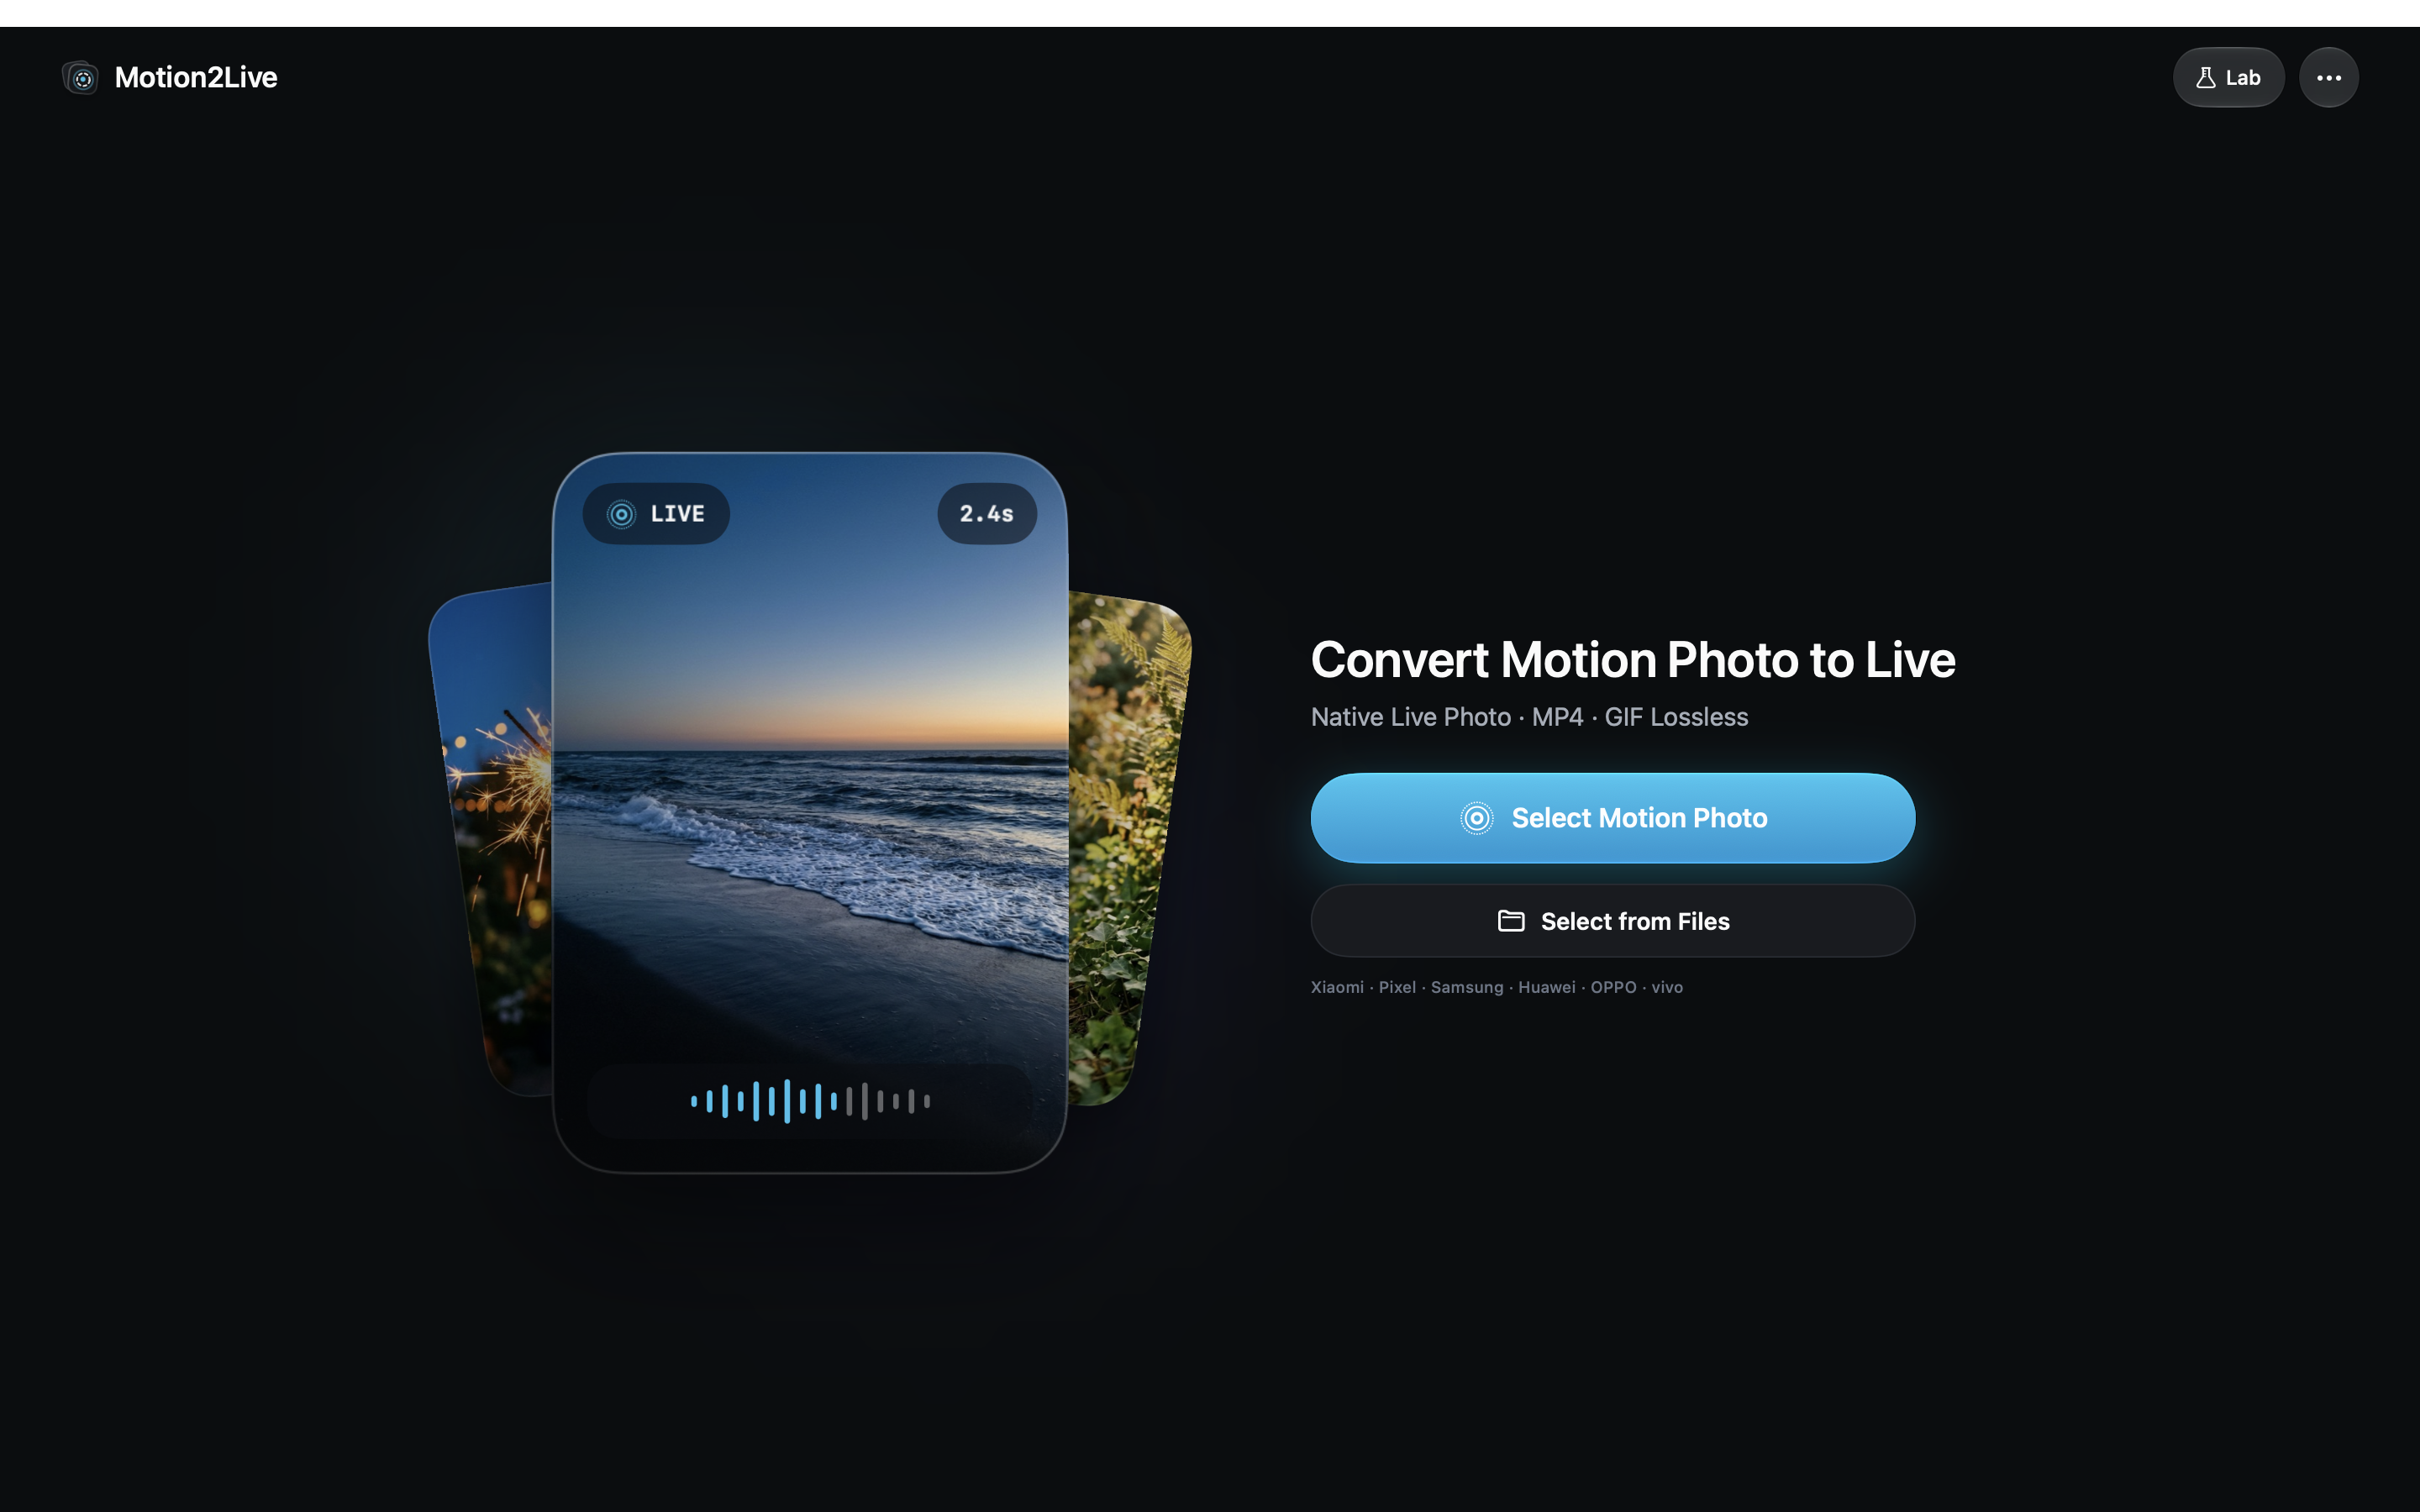 Motion2Live
Lab
LIVE
2.4s
Convert Motion Photo to Live
Native Live Photo · MP4 · GIF Lossless
Select Motion Photo
Select from Files
Xiaomi · Pixel · Samsung · Huawei · OPPO · vivo